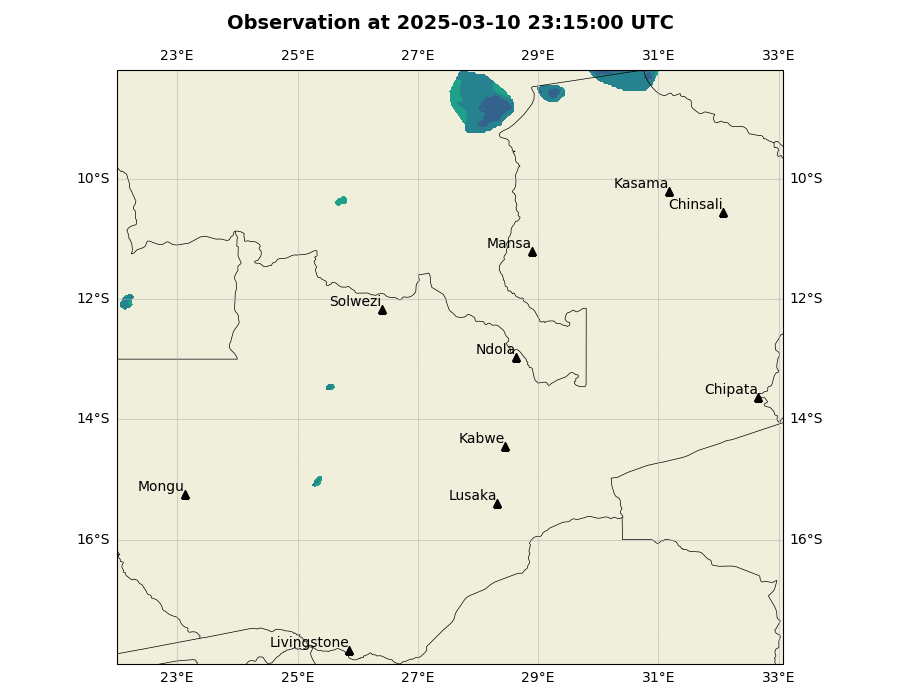 Observation at 2025-03-10 23:15:00 UTC
23°E 25°E 27°E 29°E 31°E 33°E
10°S 10°S
Kasama
Chinsali
Mansa
12°S 12°S
Solwezi
Ndola
Chipata
14°S 14°S
Kabwe
Mongu
Lusaka
16°S 16°S
Livingstone
23°E 25°E 27°E 29°E 31°E 33°E